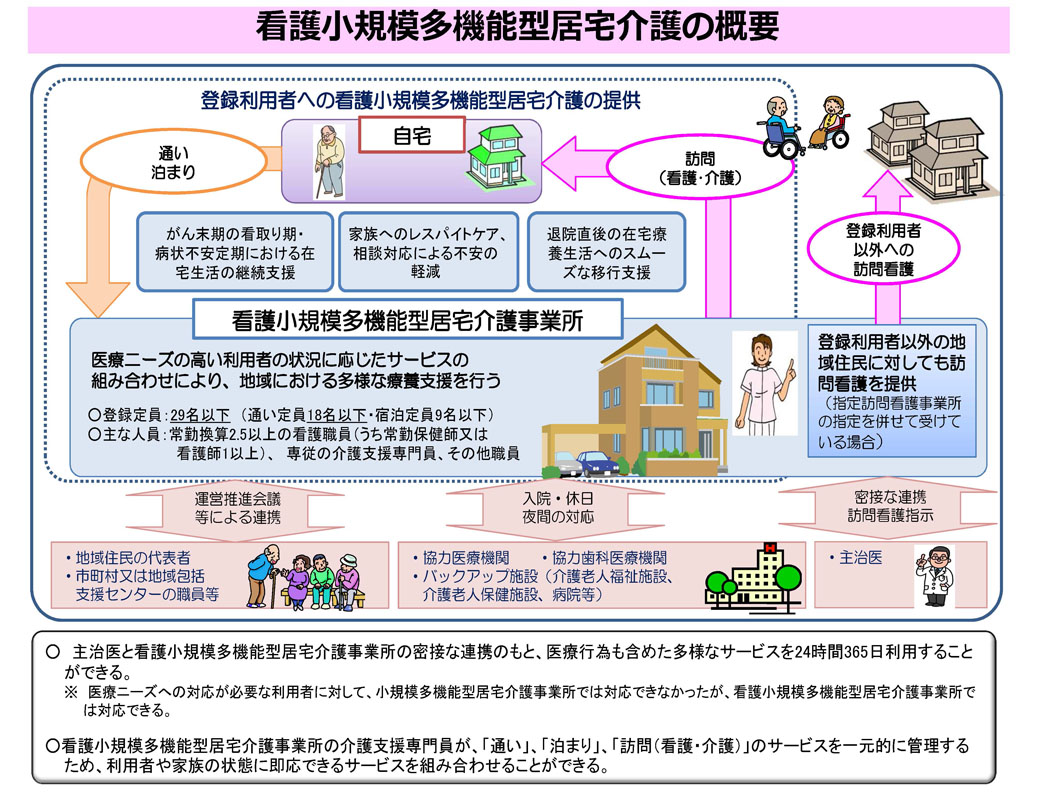 看護小規模多機能型居宅介護の概要
登録利用者への看護小規模多機能型居宅介護の提供
自宅
通い
泊まり
訪問
（看護・介護）
登録利用者
以外への
訪問看護
がん末期の看取り期・
病状不安定期における在
宅生活の継続支援
家族へのレスパイトケア、
相談対応による不安の
軽減
退院直後の在宅療
養生活へのスムー
ズな移行支援
看護小規模多機能型居宅介護事業所
医療ニーズの高い利用者の状況に応じたサービスの
組み合わせにより、地域における多様な療養支援を行う
○登録定員：29名以下 （通い定員18名以下・宿泊定員9名以下）
○主な人員：常勤換算2.5以上の看護職員（うち常勤保健師又は
看護師1以上）、 専従の介護支援専門員、その他職員
登録利用者以外の地
域住民に対しても訪
問看護を提供
（指定訪問看護事業所
の指定を併せて受けて
いる場合）
運営推進会議
等による連携
入院・休日
夜間の対応
密接な連携
訪問看護指示
・地域住民の代表者
・市町村又は地域包括
支援センターの職員等
・協力医療機関 ・協力歯科医療機関
・バックアップ施設（介護老人福祉施設、
介護老人保健施設、病院等）
・主治医
○ 主治医と看護小規模多機能型居宅介護事業所の密接な連携のもと、医療行為も含めた多様なサービスを24時間365日利用すること
ができる。
※ 医療ニーズへの対応が必要な利用者に対して、小規模多機能型居宅介護事業所では対応できなかったが、看護小規模多機能型居宅介護事業所で
は対応できる。
○看護小規模多機能型居宅介護事業所の介護支援専門員が、「通い」、「泊まり」、「訪問（看護・介護）」のサービスを一元的に管理する
ため、利用者や家族の状態に即応できるサービスを組み合わせることができる。